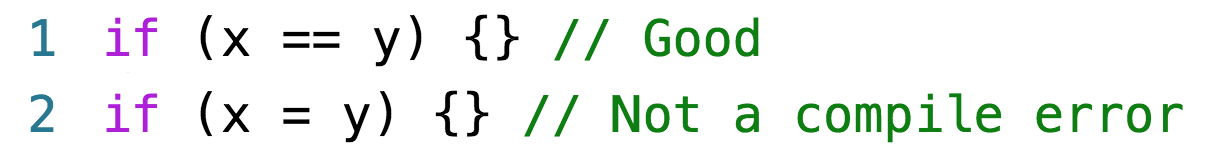 1 if (x == y) {} // Good
2 if (x = y) {} // Not a compile error